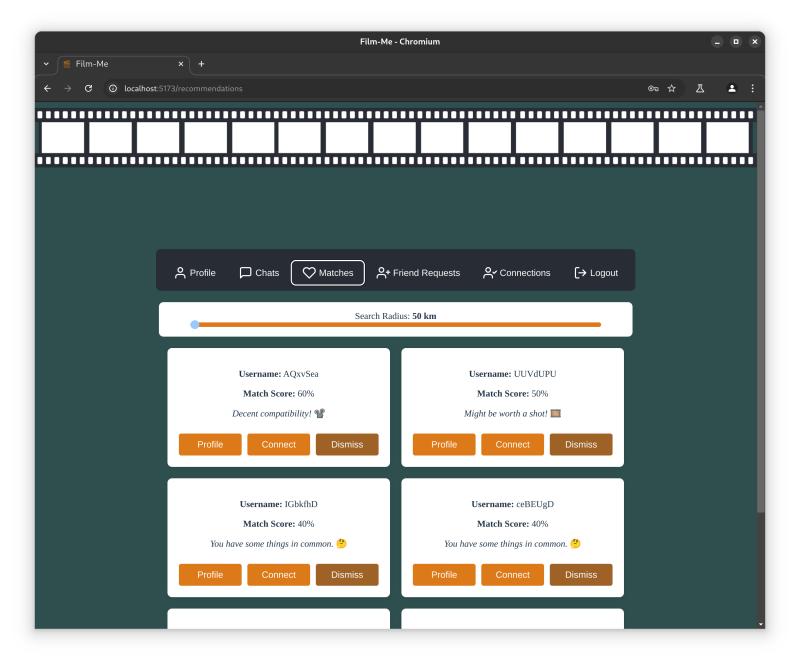 Film-Me - Chromium
Film-Me
localhost:5173/recommendations
Profile Chats Matches Friend Requests Connections Logout
Search Radius: 50 km
Username: AQxvSea
Match Score: 60%
Decent compatibility! 📽️
Profile Connect Dismiss
Username: UUVdUPU
Match Score: 50%
Might be worth a shot! 🎞️
Profile Connect Dismiss
Username: IGbkfhD
Match Score: 40%
You have some things in common. 🤔
Profile Connect Dismiss
Username: ceBEUgD
Match Score: 40%
You have some things in common. 🤔
Profile Connect Dismiss